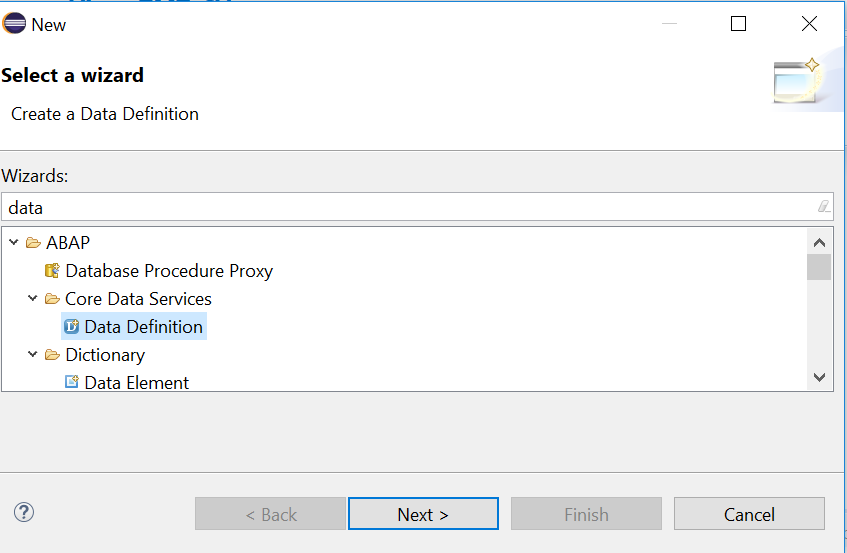 New
Select a wizard
Create a Data Definition
Wizards:
data
ABAP
Database Procedure Proxy
Core Data Services
Data Definition
Dictionary
Data Element
< Back Next > Finish Cancel